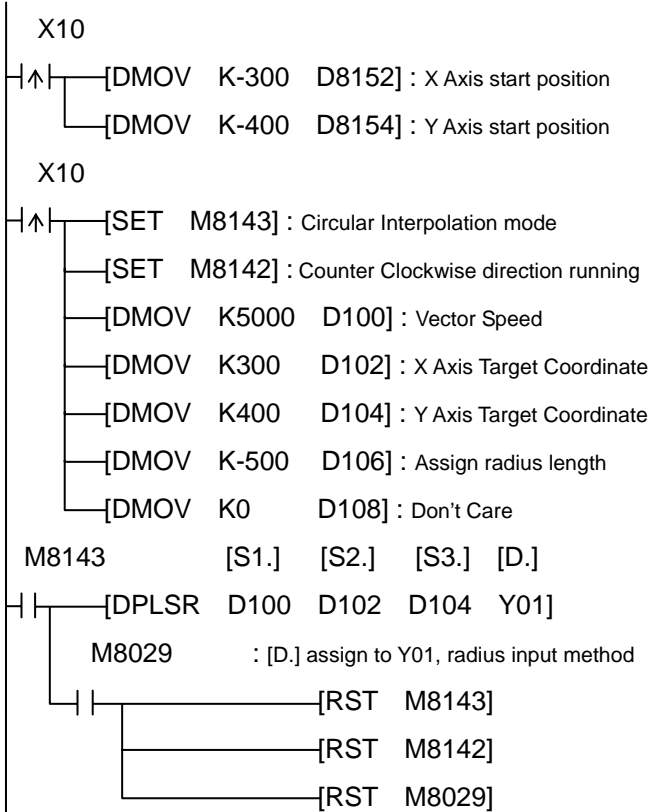 X10
[DMOV K-300 D8152] : X Axis start position
[DMOV K-400 D8154] : Y Axis start position
X10
[SET M8143] : Circular Interpolation mode
[SET M8142] : Counter Clockwise direction running
[DMOV K5000 D100] : Vector Speed
[DMOV K300 D102] : X Axis Target Coordinate
[DMOV K400 D104] : Y Axis Target Coordinate
[DMOV K-500 D106] : Assign radius length
[DMOV K0 D108] : Don't Care
M8143 [S1.] [S2.] [S3.] [D.]
[DPLSR D100 D102 D104 Y01]
M8029 : [D.] assign to Y01, radius input method
[RST M8143]
[RST M8142]
[RST M8029]